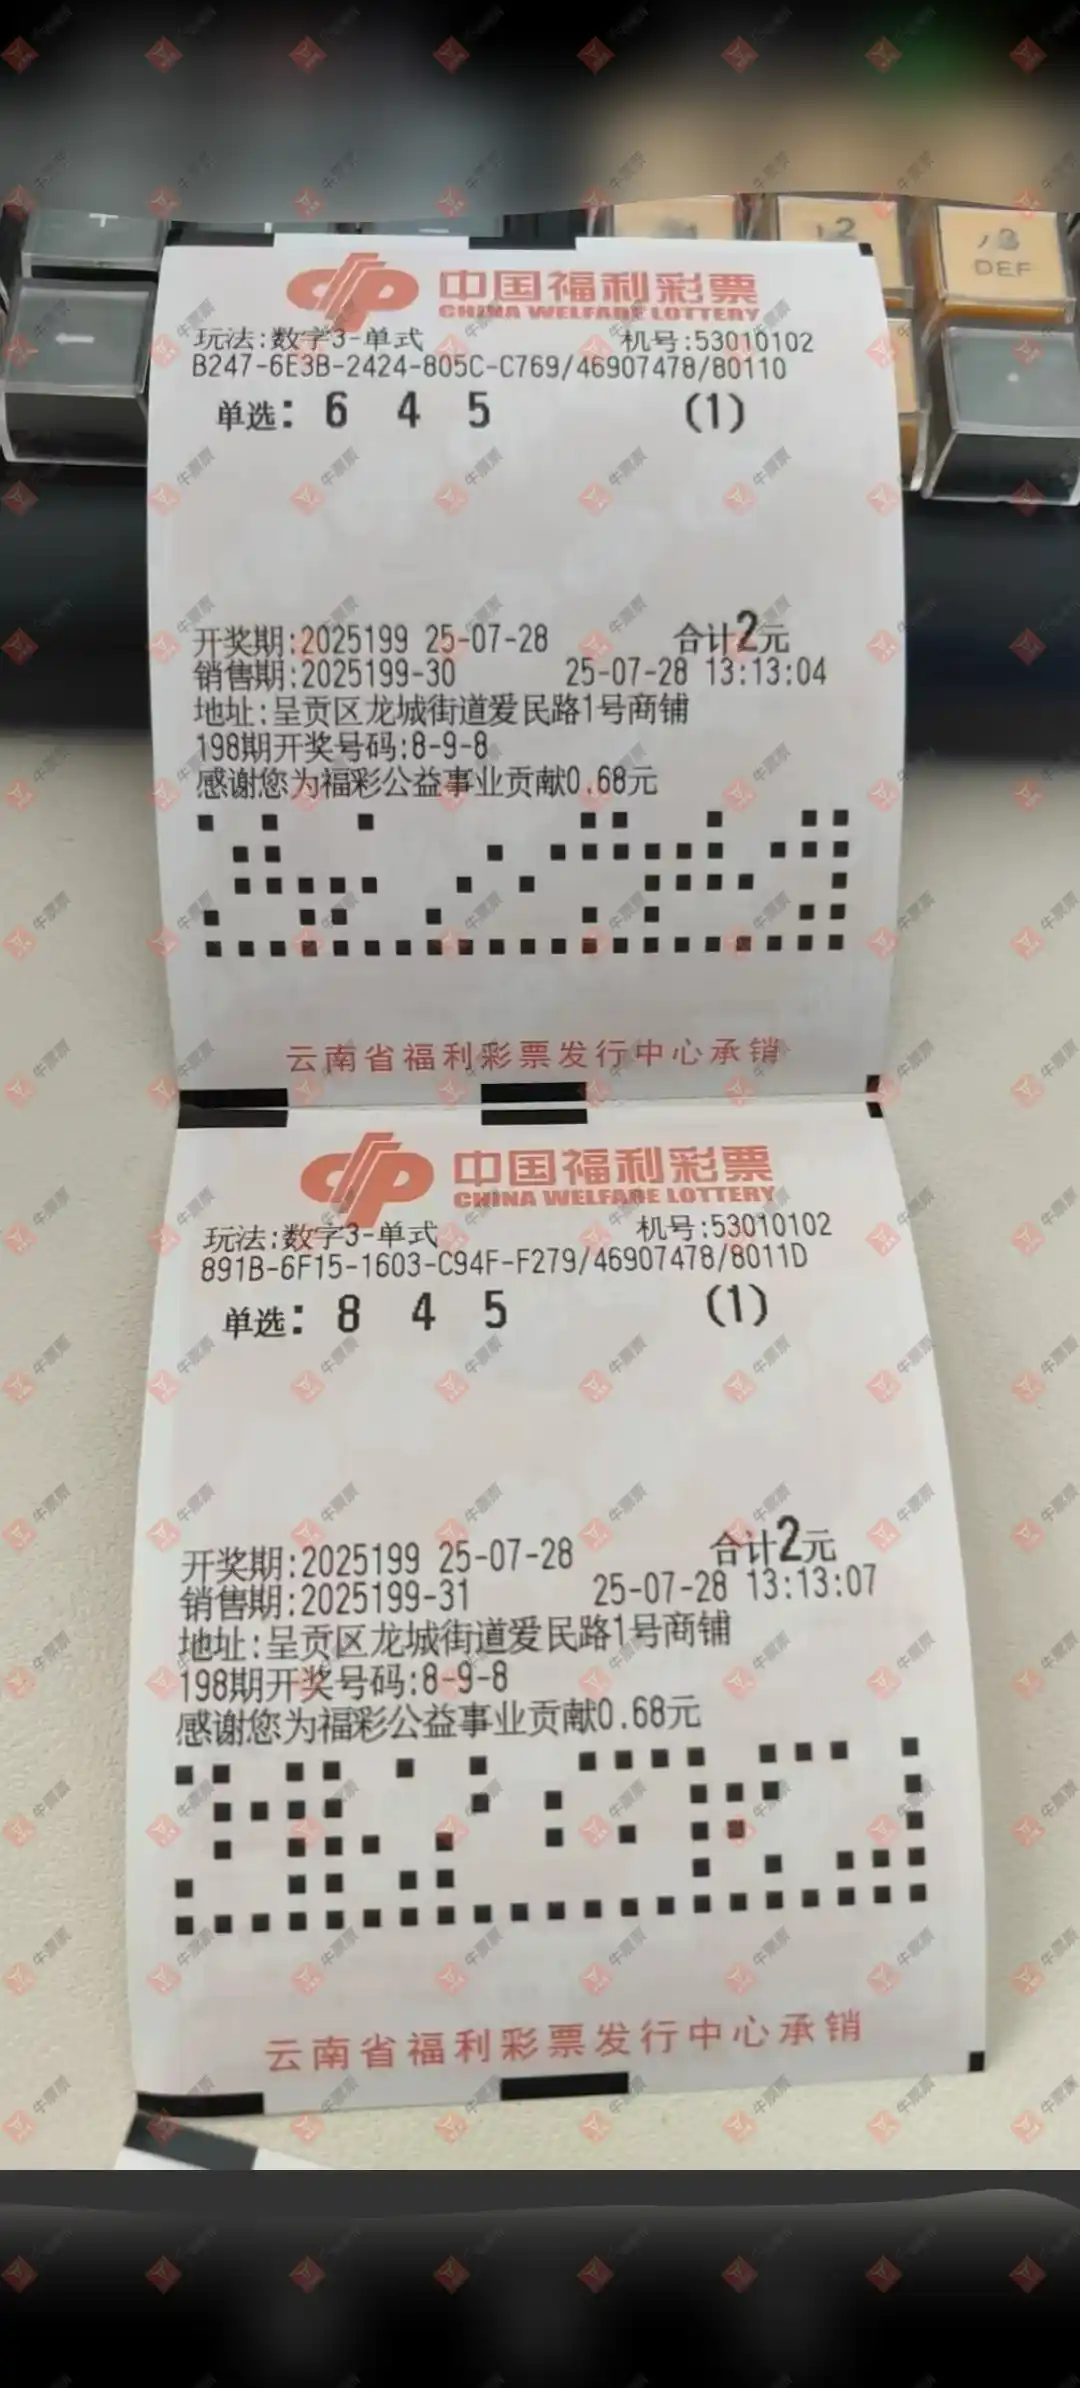 DEF
中国福利彩票
CHINA WELFARE LOTTERY
玩法:数字3-单式 机号:53010102
B247-6E3B-2424-805C-C769/46907478/80110
单选: 6 4 5 (1)
开奖期:2025199 25-07-28 合计2元
销售期:2025199-30 25-07-28 13:13:04
地址:呈贡区龙城街道爱民路1号商铺
198期开奖号码:8-9-8
感谢您为福彩公益事业贡献0.68元
云南省福利彩票发行中心承销
中国福利彩票
CHINA WELFARE LOTTERY
玩法:数字3-单式 机号:53010102
891B-6F15-1603-C94F-F279/46907478/8011D
单选: 8 4 5 (1)
开奖期:2025199 25-07-28 合计2元
销售期:2025199-31 25-07-28 13:13:07
地址:呈贡区龙城街道爱民路1号商铺
198期开奖号码:8-9-8
感谢您为福彩公益事业贡献0.68元
云南省福利彩票发行中心承销
牛票票